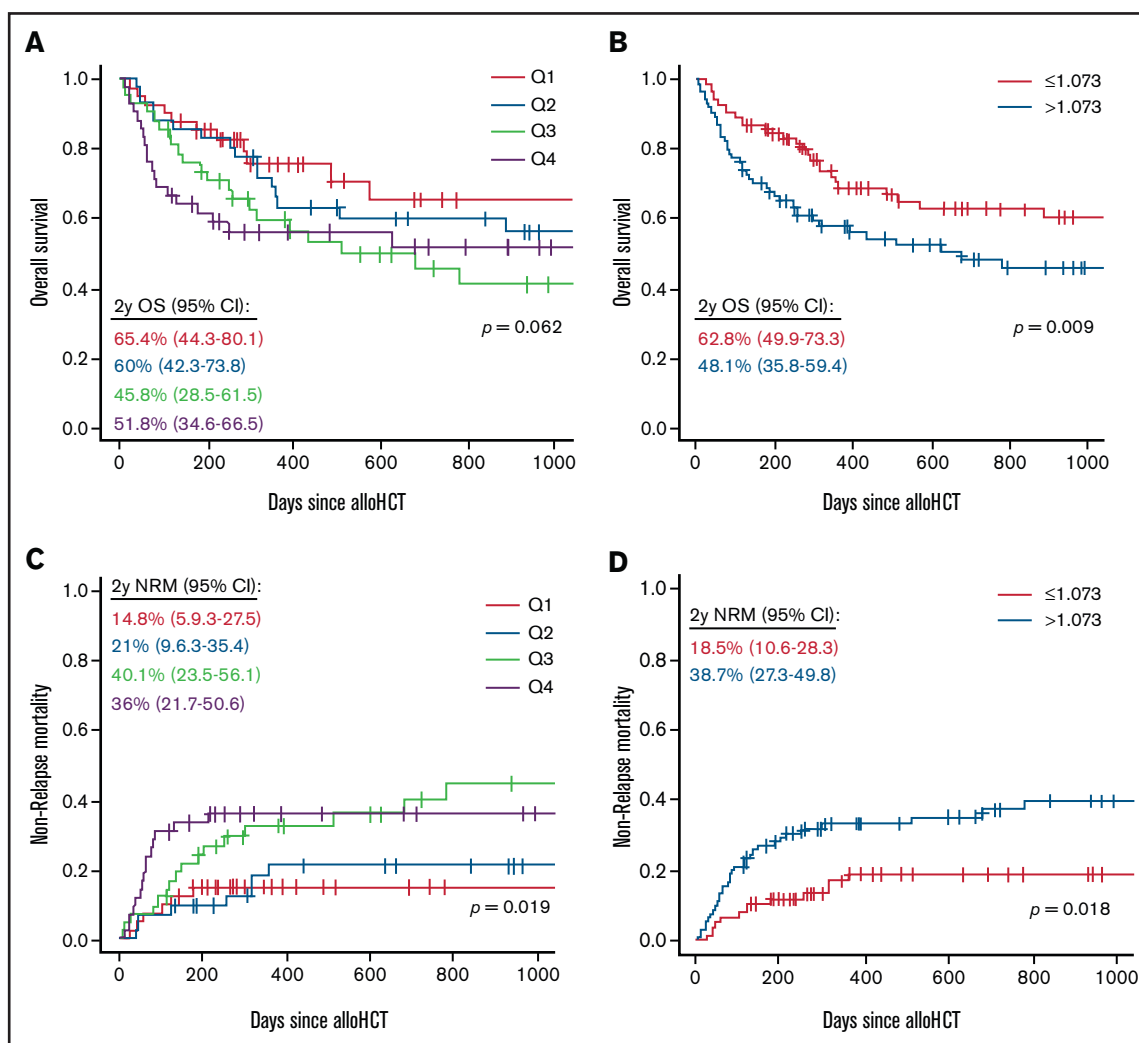 A
1.0
0.8
0.6
0.4
0.2
0.0
Overall survival
Q1
Q2
Q3
Q4
2y OS (95% CI):
65.4% (44.3-80.1)
60% (42.3-73.8)
45.8% (28.5-61.5)
51.8% (34.6-66.5)
p = 0.062
0 200 400 600 800 1000
Days since alloHCT
B
1.0
0.8
0.6
0.4
0.2
0.0
Overall survival
≤1.073
>1.073
2y OS (95% CI):
62.8% (49.9-73.3)
48.1% (35.8-59.4)
p = 0.009
0 200 400 600 800 1000
Days since alloHCT
C
1.0
0.8
0.6
0.4
0.2
0.0
Non-Relapse mortality
2y NRM (95% CI):
14.8% (5.9.3-27.5)
21% (9.6.3-35.4)
40.1% (23.5-56.1)
36% (21.7-50.6)
Q1
Q2
Q3
Q4
p = 0.019
0 200 400 600 800 1000
Days since alloHCT
D
1.0
0.8
0.6
0.4
0.2
0.0
Non-Relapse mortality
≤1.073
>1.073
2y NRM (95% CI):
18.5% (10.6-28.3)
38.7% (27.3-49.8)
p = 0.018
0 200 400 600 800 1000
Days since alloHCT